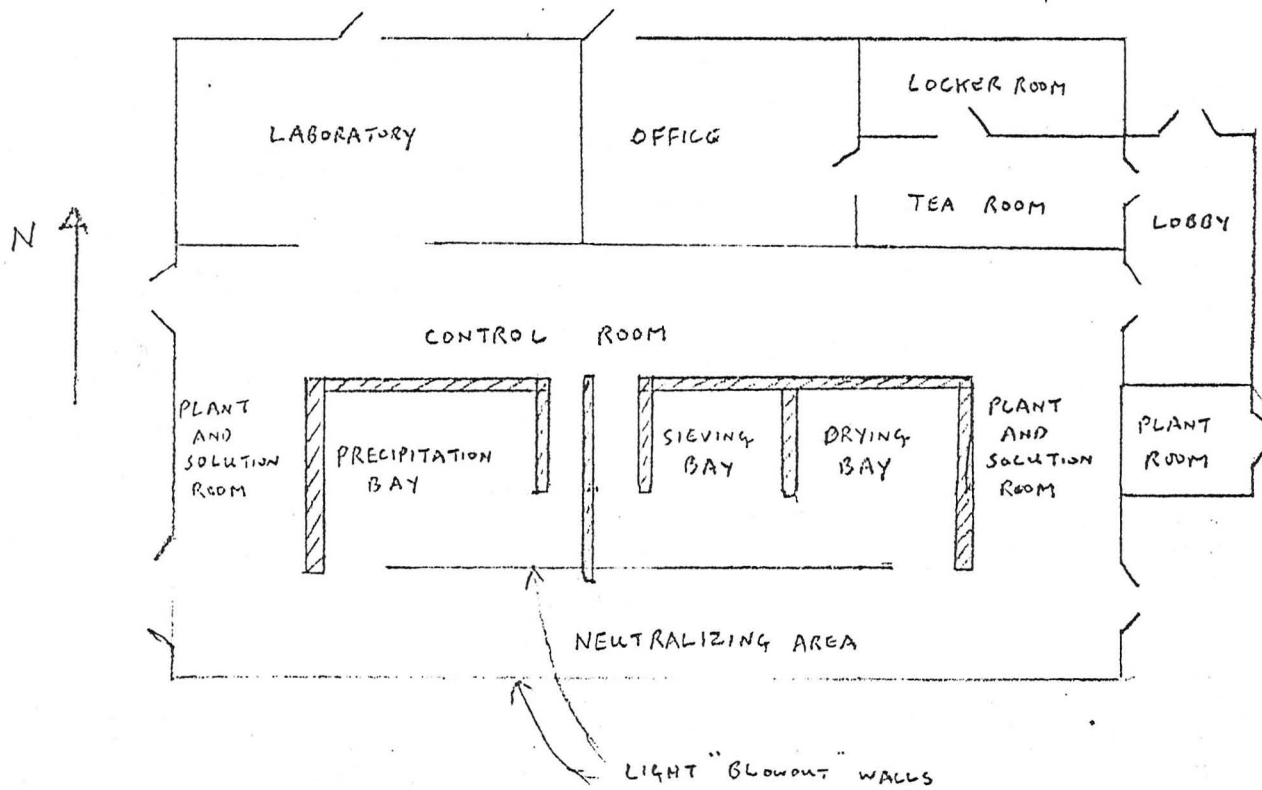 LOCKER ROOM
LABORATORY
OFFICE
TEA ROOM
LOBBY
N
CONTROL ROOM
PLANT
AND
SOLUTION
ROOM
PRECIPITATION
BAY
SIEVING
BAY
DRYING
BAY
PLANT
AND
SOLUTION
ROOM
PLANT
ROOM
NEUTRALIZING AREA
LIGHT "BLOWOUT" WALLS